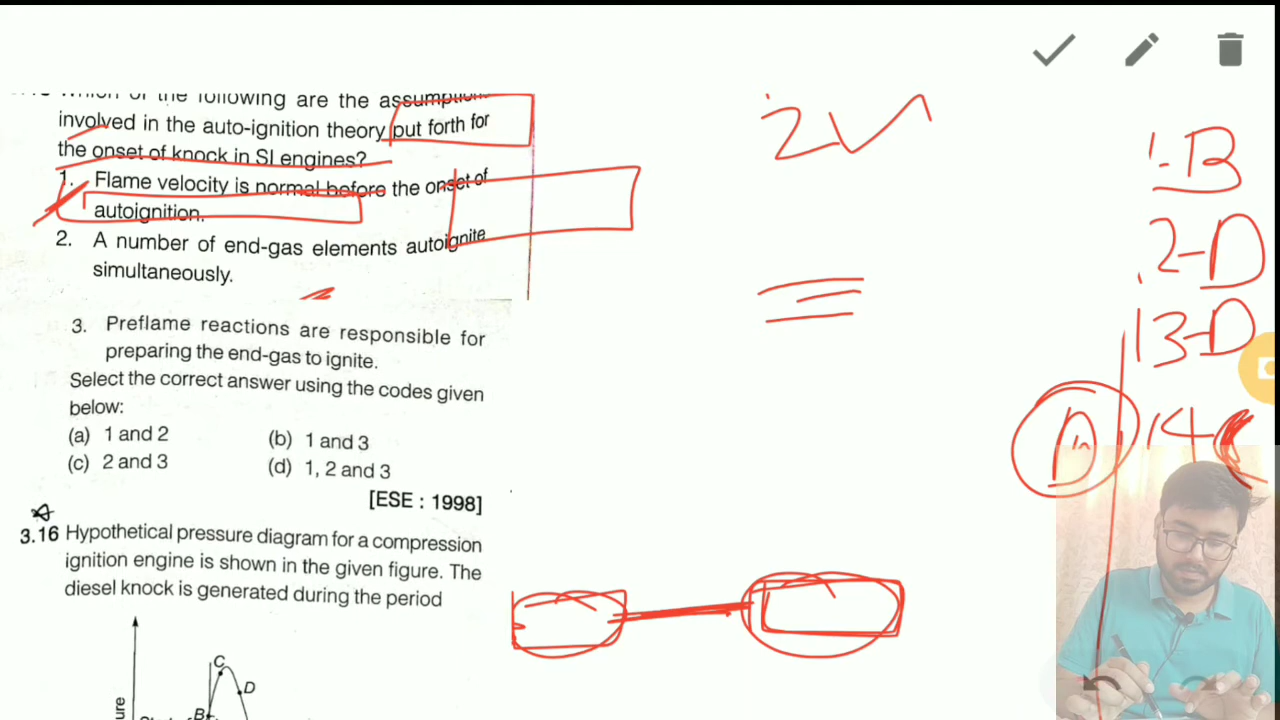 Which of the following are the assumptions
involved in the auto-ignition theory put forth for
the onset of knock in SI engines?
1. Flame velocity is normal before the onset of
autoignition.
2. A number of end-gas elements autoignite
simultaneously.
3. Preflame reactions are responsible for
preparing the end-gas to ignite.
Select the correct answer using the codes given
below:
(a) 1 and 2 (b) 1 and 3
(c) 2 and 3 (d) 1, 2 and 3
[ESE : 1998]
3.16 Hypothetical pressure diagram for a compression
ignition engine is shown in the given figure. The
diesel knock is generated during the period
C
D
B
2
1-B
2-D
13-D
D 14